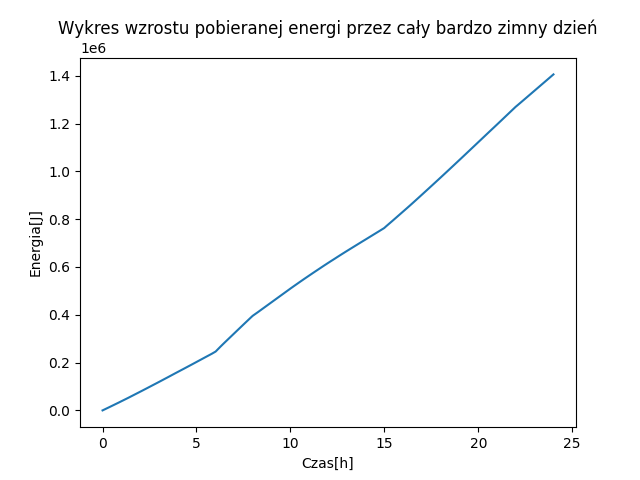 Wykres wzrostu pobieranej energi przez cały bardzo zimny dzień
1e6
1.4
1.2
1.0
0.8
0.6
0.4
0.2
0.0
Energia[J]
0 5 10 15 20 25
Czas[h]